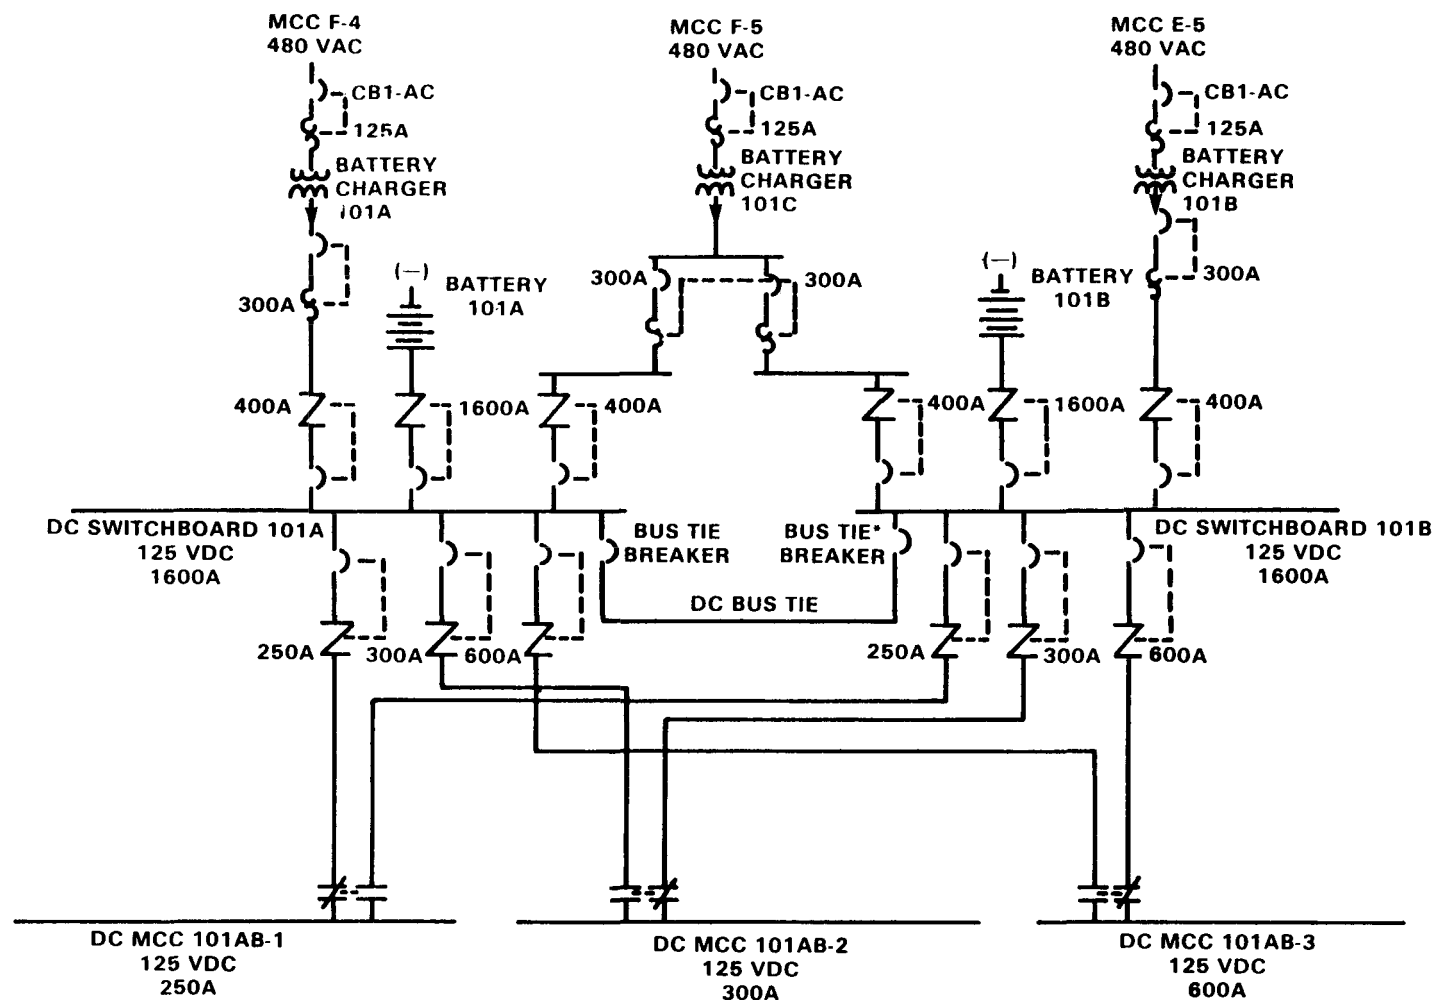 MCC F-4
480 VAC
MCC F-5
480 VAC
MCC E-5
480 VAC
CB1-AC
125A
CB1-AC
125A
CB1-AC
125A
BATTERY
CHARGER
101A
BATTERY
CHARGER
101C
BATTERY
CHARGER
101B
300A
(—)
BATTERY
101A
300A
300A
(—)
BATTERY
101B
300A
400A
1600A
400A
400A
1600A
400A
DC SWITCHBOARD 101A
125 VDC
1600A
BUS TIE
BREAKER
BUS TIE*
BREAKER
DC SWITCHBOARD 101B
125 VDC
1600A
DC BUS TIE
250A
300A
600A
250A
300A
600A
DC MCC 101AB-1
125 VDC
250A
DC MCC 101AB-2
125 VDC
300A
DC MCC 101AB-3
125 VDC
600A